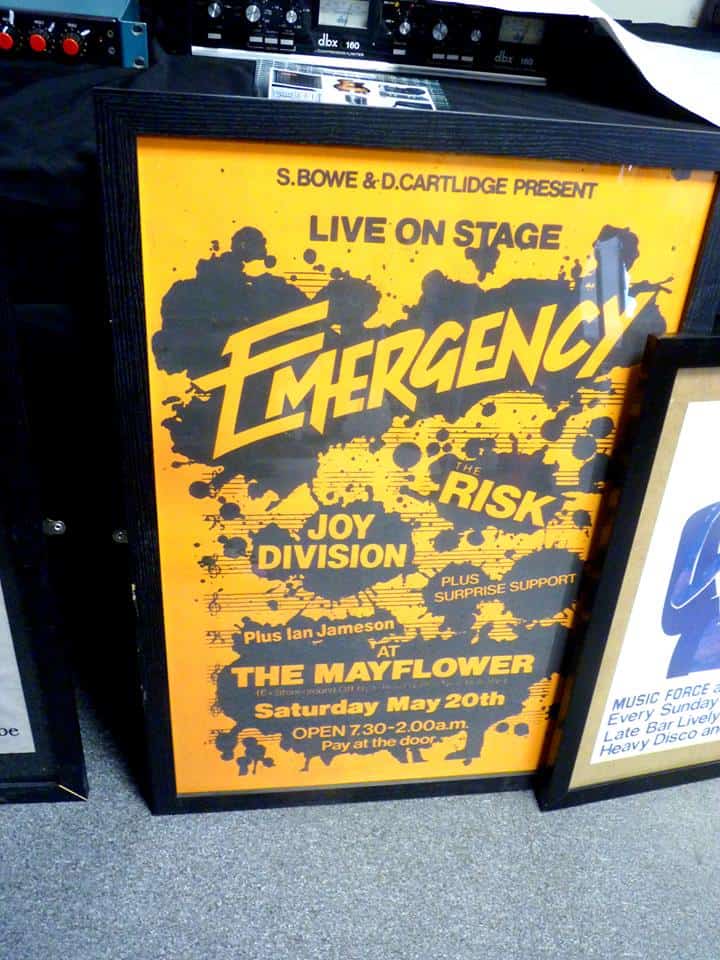 dbx 160
dbx 160
S.BOWE & D.CARTLIDGE PRESENT
LIVE ON STAGE
EMERGENCY
THE
RISK
JOY
DIVISION
PLUS
SURPRISE SUPPORT
Plus Ian Jameson
AT
THE MAYFLOWER
Saturday May 20th
OPEN 7.30-2.00a.m.
Pay at the door
MUSIC FORCE
Every Sunday
Late Bar Lively
Heavy Disco an